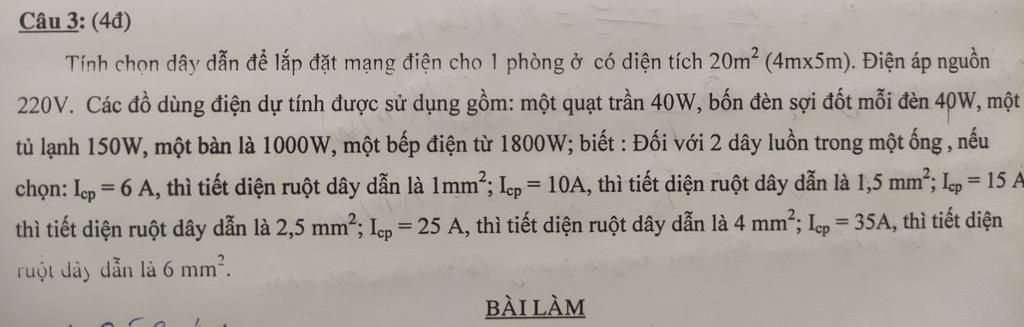 Câu 3: (4đ)
Tính chọn dây dẫn để lắp đặt mạng điện cho 1 phòng ở có diện tích 20m² (4mx5m). Điện áp nguồn
220V. Các đồ dùng điện dự tính được sử dụng gồm: một quạt trần 40W, bốn đèn sợi đốt mỗi đèn 40W, một
tủ lạnh 150W, một bàn là 1000W, một bếp điện từ 1800W; biết : Đối với 2 dây luồn trong một ống , nếu
chọn: Icp = 6 A, thì tiết diện ruột dây dẫn là 1mm²; Icp = 10A, thì tiết diện ruột dây dẫn là 1,5 mm²; Icp = 15 A
thì tiết diện ruột dây dẫn là 2,5 mm²; Icp = 25 A, thì tiết diện ruột dây dẫn là 4 mm²; Icp = 35A, thì tiết diện
ruột dây dẫn là 6 mm².
BÀI LÀM